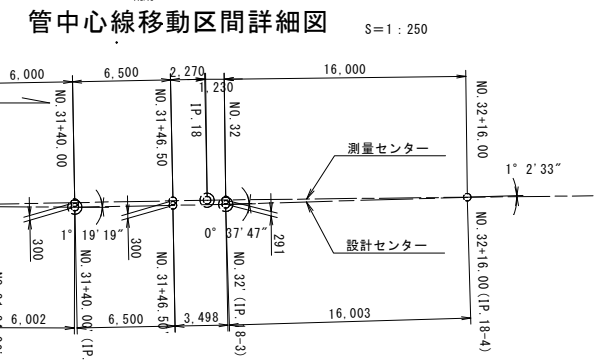 管中心線移動区間詳細図
S=1：250
6,000
6,500
2,270
1,230
16,000
NO.31+40.00
NO.31+46.50
IP.18
NO.32
NO.32+16.00
測量センター
1° 2'33"
300
1° 19'19"
300
0° 37'47"
291
設計センター
NO.31+40.00'(IP.
NO.31+46.50'
NO.32'(IP.18-3)
NO.32+16.00(IP.18-4)
6,002
6,500
3,498
16,003